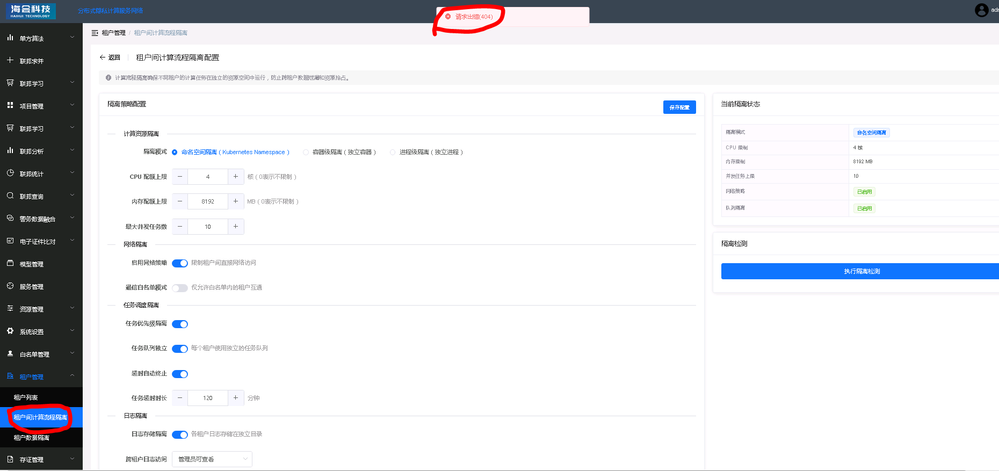 海会科技
HAIHUI TECHNOLOGY
分布式隐私计算服务网络
请求出错(404)
adm
单方算法
联邦求并
联邦学习
项目管理
联邦学习
联邦分析
联邦统计
联邦查询
警务数据融合
电子证件比对
模型管理
服务管理
资源管理
系统设置
白名单管理
租户管理
租户列表
租户间计算流程隔离
租户数据隔离
存证管理
租户管理 / 租户间计算流程隔离
返回 租户间计算流程隔离配置
计算流程隔离确保不同租户的计算任务在独立的资源空间中运行，防止跨租户数据泄漏和资源抢占。
隔离策略配置 保存配置
计算资源隔离
隔离模式 命名空间隔离（Kubernetes Namespace） 容器级隔离（独立容器） 进程级隔离（独立进程）
CPU 配额上限 − 4 + 核（0表示不限制）
内存配额上限 − 8192 + MB（0表示不限制）
最大并发任务数 − 10 +
网络隔离
启用网络策略 限制租户间直接网络访问
通信白名单模式 仅允许白名单内的租户互通
任务调度隔离
任务优先级隔离
任务队列独立 每个租户使用独立的任务队列
超时自动终止
任务超时时长 − 120 + 分钟
日志隔离
日志存储隔离 各租户日志存储在独立目录
跨租户日志访问 管理员可查看
当前隔离状态
隔离模式 命名空间隔离
CPU 限制 4 核
内存限制 8192 MB
并发任务上限 10
网络策略 已启用
队列隔离 已启用
隔离检测
执行隔离检测